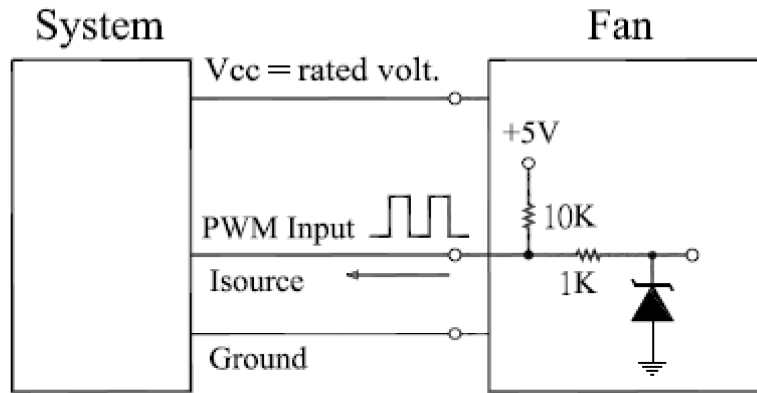 System
Fan
Vcc = rated volt.
+5V
10K
PWM Input
1K
Isource
Ground